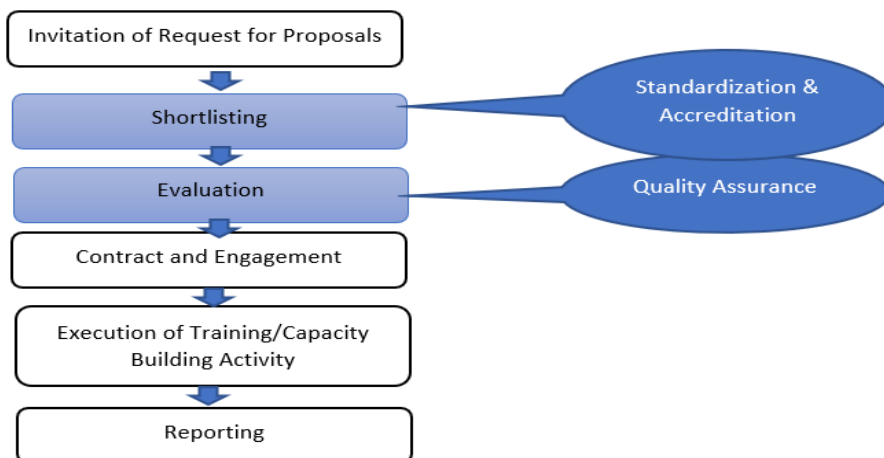 Invitation of Request for Proposals
Shortlisting
Standardization &
Accreditation
Evaluation
Quality Assurance
Contract and Engagement
Execution of Training/Capacity
Building Activity
Reporting